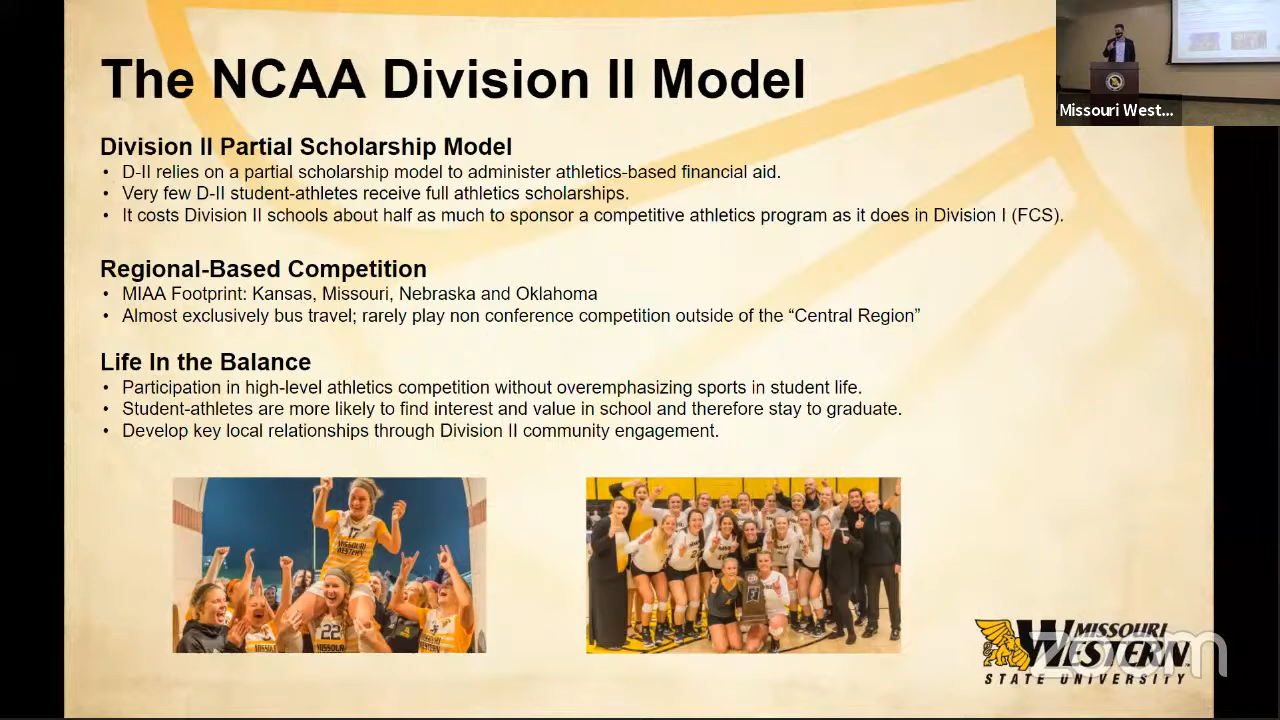 The NCAA Division II Model
Missouri West...
Division II Partial Scholarship Model
• D-II relies on a partial scholarship model to administer athletics-based financial aid.
• Very few D-II student-athletes receive full athletics scholarships.
• It costs Division II schools about half as much to sponsor a competitive athletics program as it does in Division I (FCS).
Regional-Based Competition
• MIAA Footprint: Kansas, Missouri, Nebraska and Oklahoma
• Almost exclusively bus travel; rarely play non conference competition outside of the “Central Region”
Life In the Balance
• Participation in high-level athletics competition without overemphasizing sports in student life.
• Student-athletes are more likely to find interest and value in school and therefore stay to graduate.
• Develop key local relationships through Division II community engagement.
17
MISSOURI
WESTERN
22
MISSOURI
MISSOURI
WESTERN
STATE UNIVERSITY
zoom